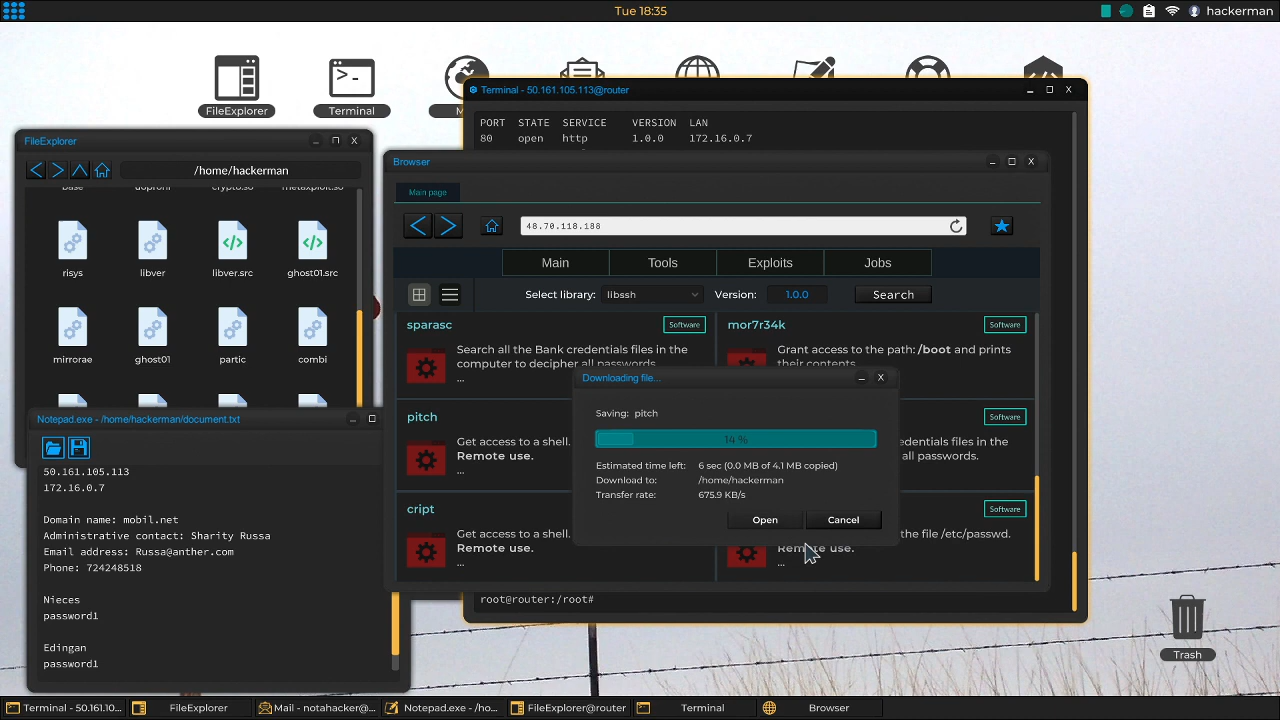 Tue 18:35
hackerman
FileExplorer
Terminal
M
Terminal - 50.161.105.113@router
PORT STATE SERVICE VERSION LAN
80 open http 1.0.0 172.16.0.7
FileExplorer
/home/hackerman
base
crypto.so
metaxploit.so
risys
libver
libver.src
ghost01.src
mirrorae
ghost01
partic
combi
Browser
Main page
48.70.118.188
Main
Tools
Exploits
Jobs
Select library: libssh Version: 1.0.0 Search
sparasc
Software
Search all the Bank credentials files in the
computer to decipher all passwords.
...
mor7r34k
Software
Grant access to the path: /boot and prints
their contents.
pitch
Get access to a shell.
Remote use.
...
Software
credentials files in the
all passwords.
cript
Get access to a shell.
Remote use.
...
Software
the file /etc/passwd.
Remote use.
...
Downloading file...
Saving: pitch
14 %
Estimated time left: 6 sec (0.0 MB of 4.1 MB copied)
Download to: /home/hackerman
Transfer rate: 675.9 KB/s
Open
Cancel
root@router:/root#
Notepad.exe - /home/hackerman/document.txt
50.161.105.113
172.16.0.7
Domain name: mobil.net
Administrative contact: Sharity Russa
Email address: Russa@anther.com
Phone: 724248518
Nieces
password1
Edingan
password1
Trash
Terminal - 50.161.10...
FileExplorer
Mail - notahacker@...
Notepad.exe - /ho...
FileExplorer@router
Terminal
Browser